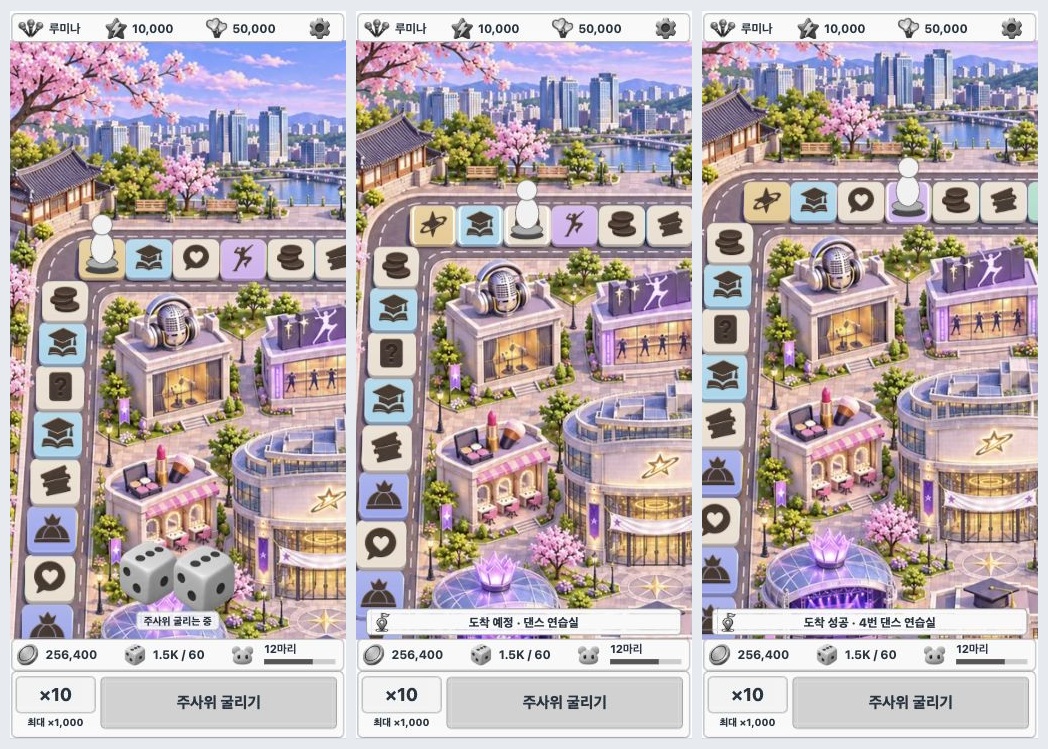 루미나 10,000 50,000
주사위 굴리는 중
256,400 1.5K / 60 12마리
×10 주사위 굴리기
최대 ×1,000
루미나 10,000 50,000
?
도착 예정 · 댄스 연습실
256,400 1.5K / 60 12마리
×10 주사위 굴리기
최대 ×1,000
루미나 10,000 50,000
?
도착 성공 · 4번 댄스 연습실
256,400 1.5K / 60 12마리
×10 주사위 굴리기
최대 ×1,000